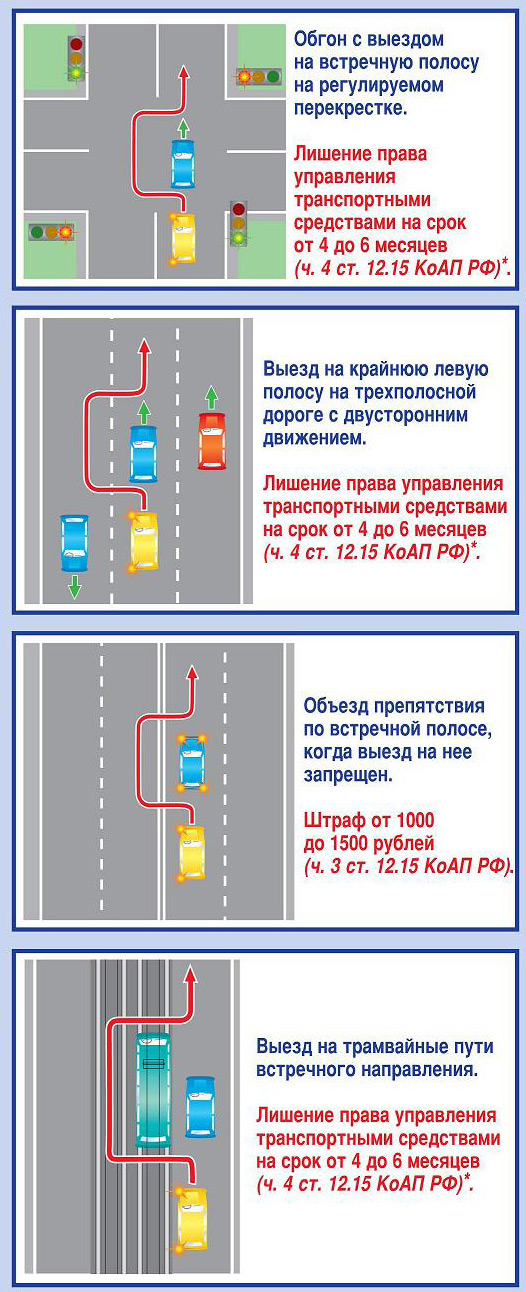 Обгон с выездом
на встречную полосу
на регулируемом
перекрестке.
Лишение права
управления
транспортными
средствами на срок
от 4 до 6 месяцев
(ч. 4 ст. 12.15 КоАП РФ)*.
Выезд на крайнюю левую
полосу на трехполосной
дороге с двусторонним
движением.
Лишение права управления
транспортными средствами
на срок от 4 до 6 месяцев
(ч. 4 ст. 12.15 КоАП РФ)*.
Объезд препятствия
по встречной полосе,
когда выезд на нее
запрещен.
Штраф от 1000
до 1500 рублей
(ч. 3 ст. 12.15 КоАП РФ).
Выезд на трамвайные пути
встречного направления.
Лишение права управления
транспортными средствами
на срок от 4 до 6 месяцев
(ч. 4 ст. 12.15 КоАП РФ)*.